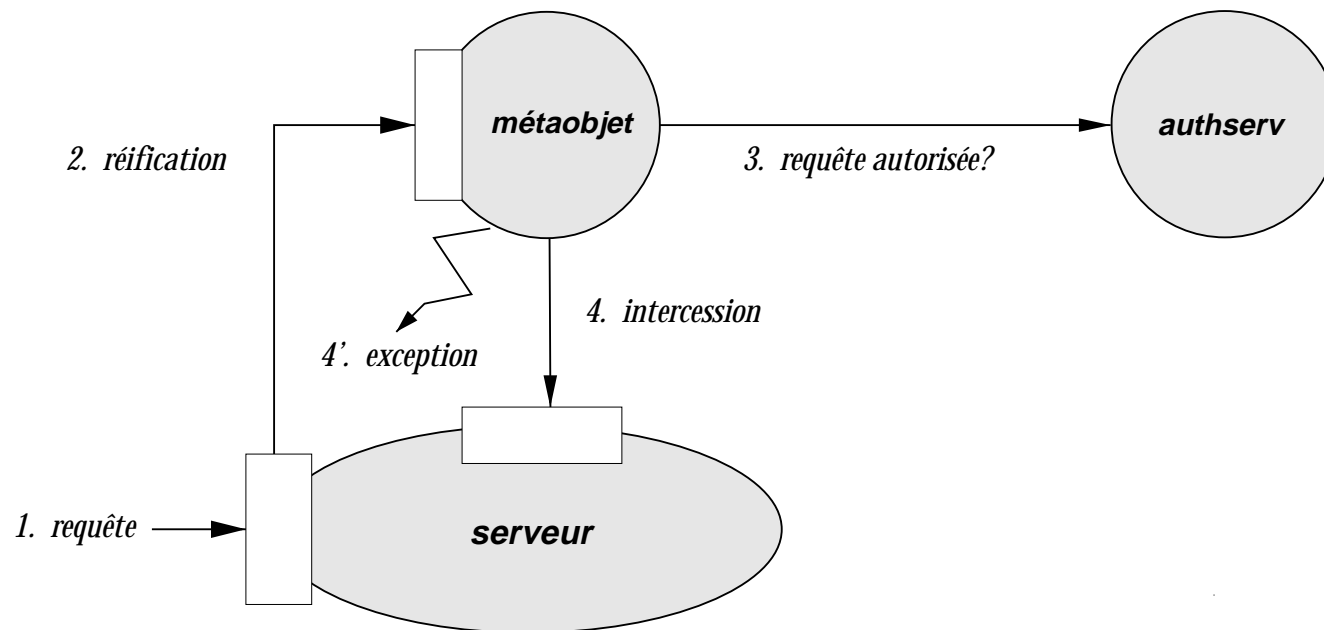 métaobjet
authserv
2. réification
3. requête autorisée?
4. intercession
4'. exception
1. requête
serveur